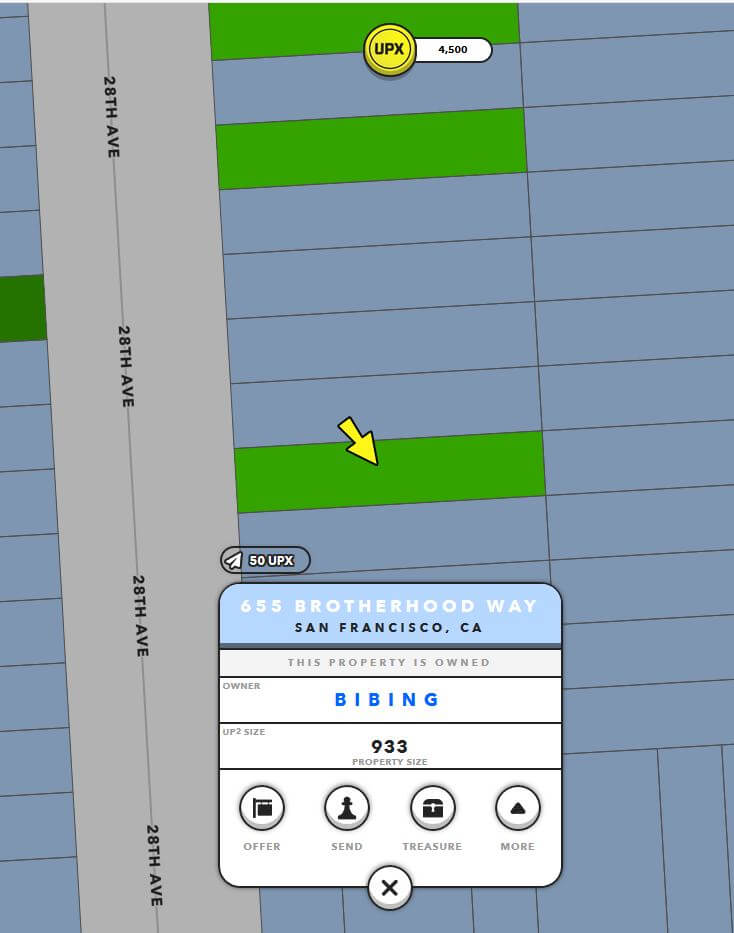 UPX
4,500
28TH AVE
28TH AVE
28TH AVE
28TH AVE
50 UPX
655 BROTHERHOOD WAY
SAN FRANCISCO, CA
THIS PROPERTY IS OWNED
OWNER
BIBING
UP² SIZE
933
PROPERTY SIZE
OFFER SEND TREASURE MORE